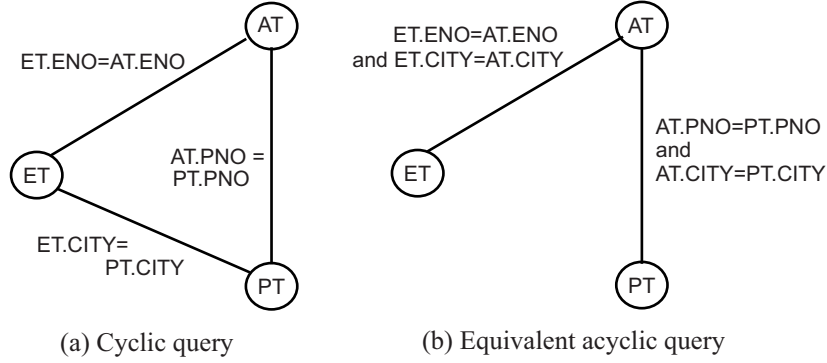 AT
ET.ENO=AT.ENO
AT.PNO =
PT.PNO
ET
ET.CITY=
PT.CITY
PT
(a) Cyclic query
AT
ET.ENO=AT.ENO
and ET.CITY=AT.CITY
AT.PNO=PT.PNO
and
AT.CITY=PT.CITY
ET
PT
(b) Equivalent acyclic query